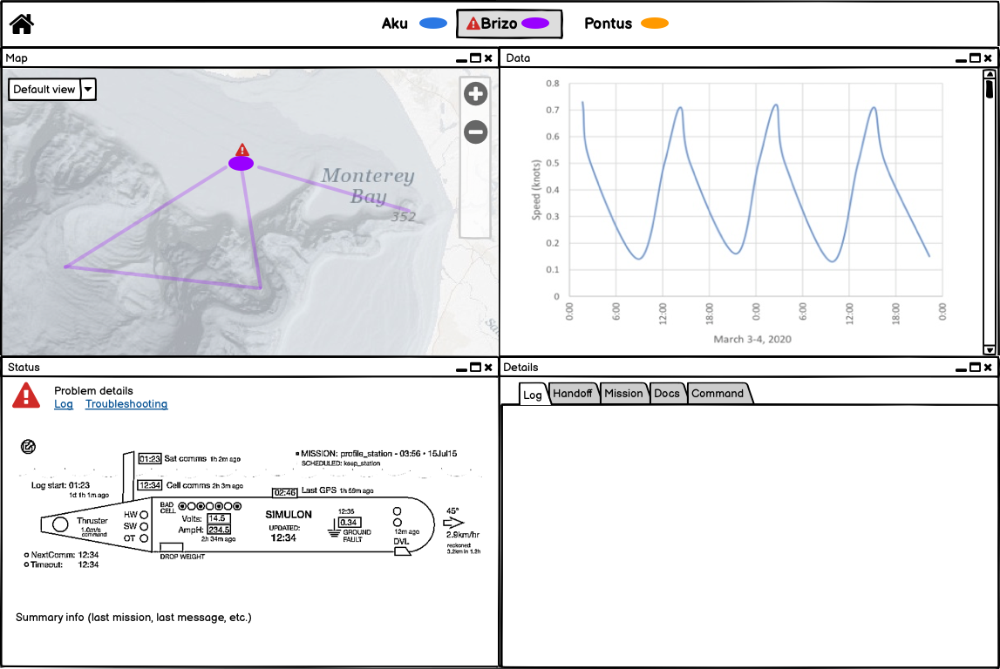 Aku Brizo Pontus
Map
Default view
Monterey
Bay
352
Data
0.8
0.7
0.6
0.5
0.4
0.3
0.2
0.1
0
Speed (knots)
0:00 6:00 12:00 18:00 0:00 6:00 12:00 18:00 0:00
March 3-4, 2020
Status
Problem details
Log Troubleshooting
01:23 Sat comms 1h 2m ago
MISSION: profile_station - 03:56 • 15Jul15
SCHEDULED: keep_station
Log start: 01:23
1d 1h 1m ago
12:34 Cell comms 2h 3m ago
02:46 Last GPS 1h 59m ago
Thruster
1.0m/s
command
HW
SW
OT
BAD
CELL
Volts: 14.5
AmpH: 234.5
2h 34m ago
DROP WEIGHT
SIMULON
UPDATED:
12:34
12:35
0.34
GROUND
FAULT
12m ago
DVL
45°
2.9km/hr
reckoned:
3.2km in 1.2h
NextComm: 12:34
Timeout: 12:34
Summary info (last mission, last message, etc.)
Details
Log Handoff Mission Docs Command